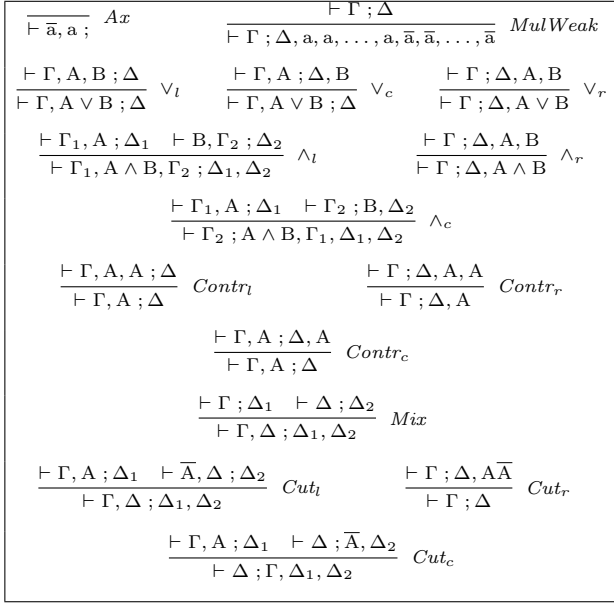 ⊢ a̅, a ; Ax ⊢ Γ ; Δ / ⊢ Γ ; Δ, a, a, . . . , a, a̅, a̅, . . . , a̅ MulWeak
⊢ Γ, A, B ; Δ / ⊢ Γ, A ∨ B ; Δ ∨l ⊢ Γ, A ; Δ, B / ⊢ Γ, A ∨ B ; Δ ∨c ⊢ Γ ; Δ, A, B / ⊢ Γ ; Δ, A ∨ B ∨r
⊢ Γ1, A ; Δ1 ⊢ B, Γ2 ; Δ2 / ⊢ Γ1, A ∧ B, Γ2 ; Δ1, Δ2 ∧l ⊢ Γ ; Δ, A, B / ⊢ Γ ; Δ, A ∧ B ∧r
⊢ Γ1, A ; Δ1 ⊢ Γ2 ; B, Δ2 / ⊢ Γ2 ; A ∧ B, Γ1, Δ1, Δ2 ∧c
⊢ Γ, A, A ; Δ / ⊢ Γ, A ; Δ Contrl ⊢ Γ ; Δ, A, A / ⊢ Γ ; Δ, A Contrr
⊢ Γ, A ; Δ, A / ⊢ Γ, A ; Δ Contrc
⊢ Γ ; Δ1 ⊢ Δ ; Δ2 / ⊢ Γ, Δ ; Δ1, Δ2 Mix
⊢ Γ, A ; Δ1 ⊢ A̅, Δ ; Δ2 / ⊢ Γ, Δ ; Δ1, Δ2 Cutl ⊢ Γ ; Δ, AA̅ / ⊢ Γ ; Δ Cutr
⊢ Γ, A ; Δ1 ⊢ Δ ; A̅, Δ2 / ⊢ Δ ; Γ, Δ1, Δ2 Cutc